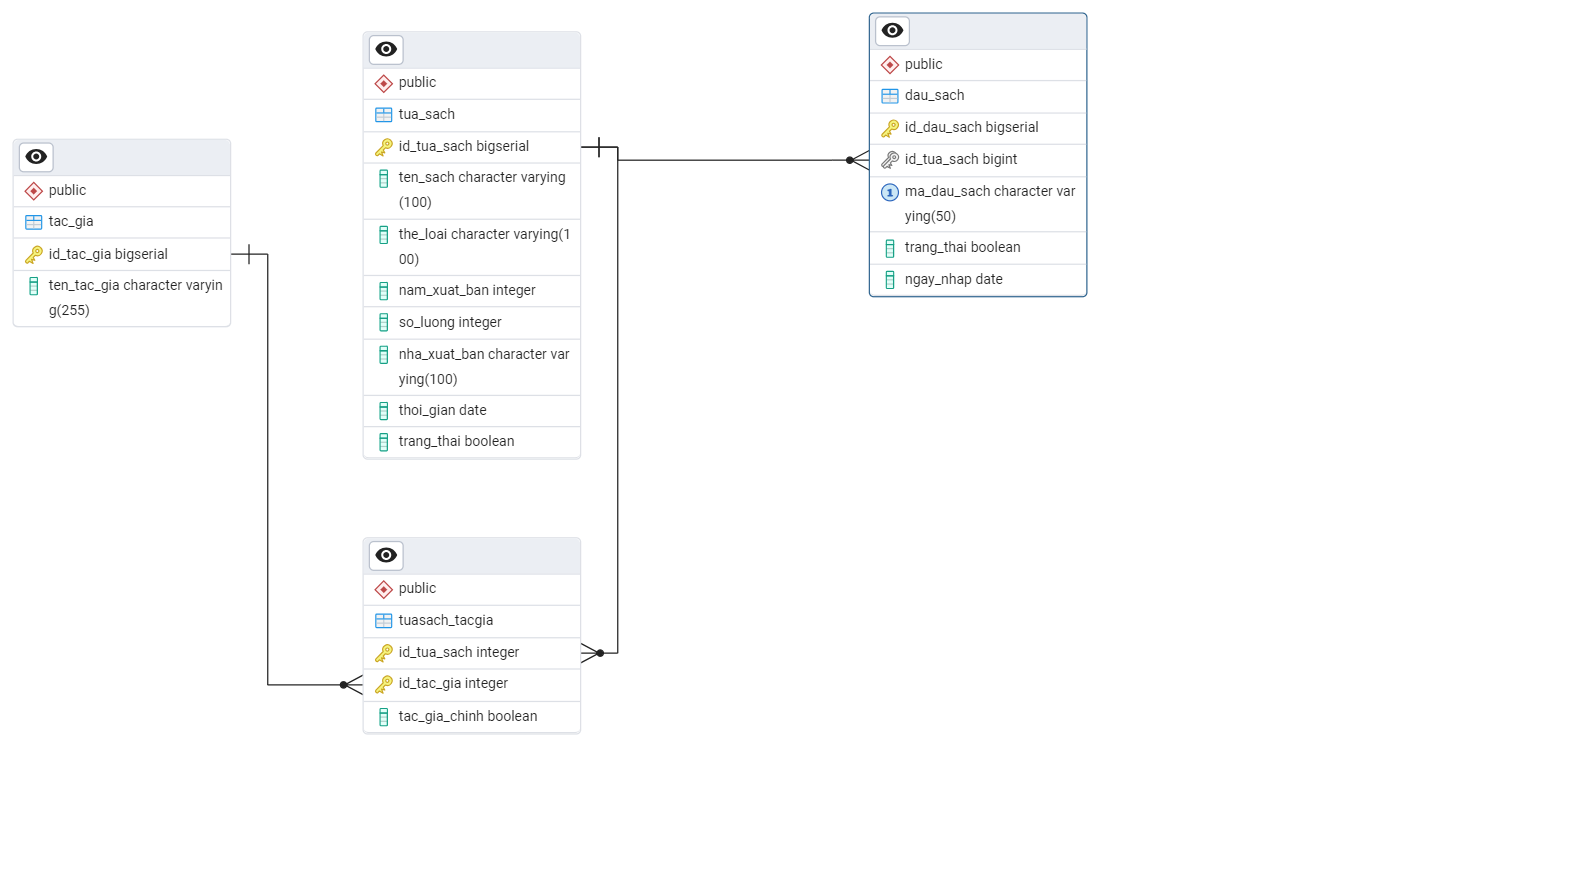 public
tac_gia
id_tac_gia bigserial
ten_tac_gia character varyin
g(255)
public
tua_sach
id_tua_sach bigserial
ten_sach character varying
(100)
the_loai character varying(1
00)
nam_xuat_ban integer
so_luong integer
nha_xuat_ban character var
ying(100)
thoi_gian date
trang_thai boolean
public
tuasach_tacgia
id_tua_sach integer
id_tac_gia integer
tac_gia_chinh boolean
public
dau_sach
id_dau_sach bigserial
id_tua_sach bigint
1
ma_dau_sach character var
ying(50)
trang_thai boolean
ngay_nhap date